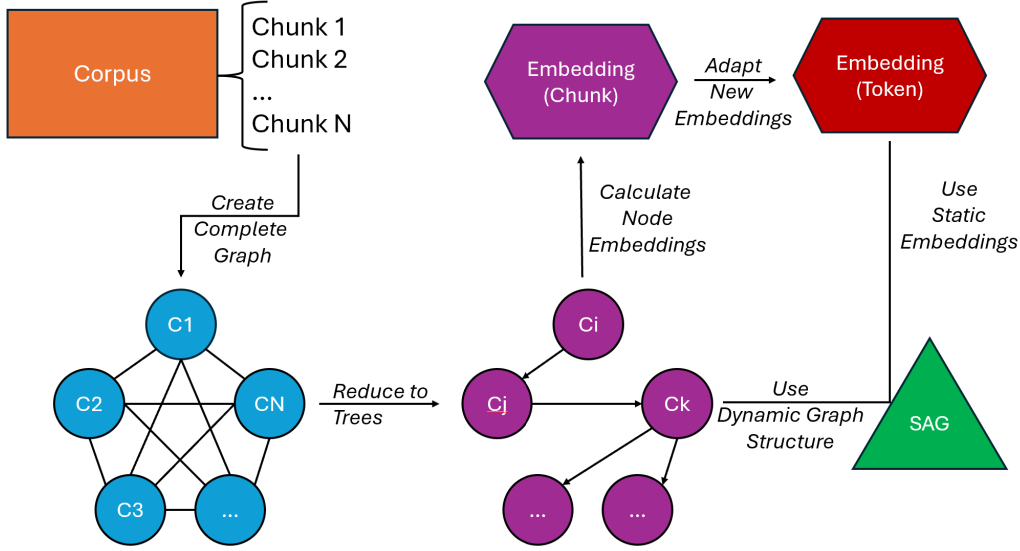 Corpus
Chunk 1
Chunk 2
...
Chunk N
Create
Complete
Graph
C1
C2
CN
C3
...
Reduce to
Trees
Ci
Cj
Ck
...
...
Calculate
Node
Embeddings
Embedding
(Chunk)
Adapt
New
Embeddings
Embedding
(Token)
Use
Static
Embeddings
Use
Dynamic Graph
Structure
SAG